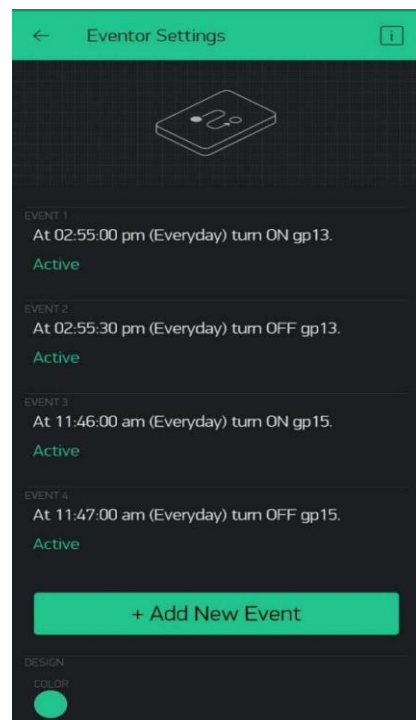 Eventor Settings
i
EVENT 1
At 02:55:00 pm (Everyday) turn ON gp13.
Active
EVENT 2
At 02:55:30 pm (Everyday) turn OFF gp13.
Active
EVENT 3
At 11:46:00 am (Everyday) turn ON gp15.
Active
EVENT 4
At 11:47:00 am (Everyday) turn OFF gp15.
Active
+ Add New Event
DESIGN
COLOR